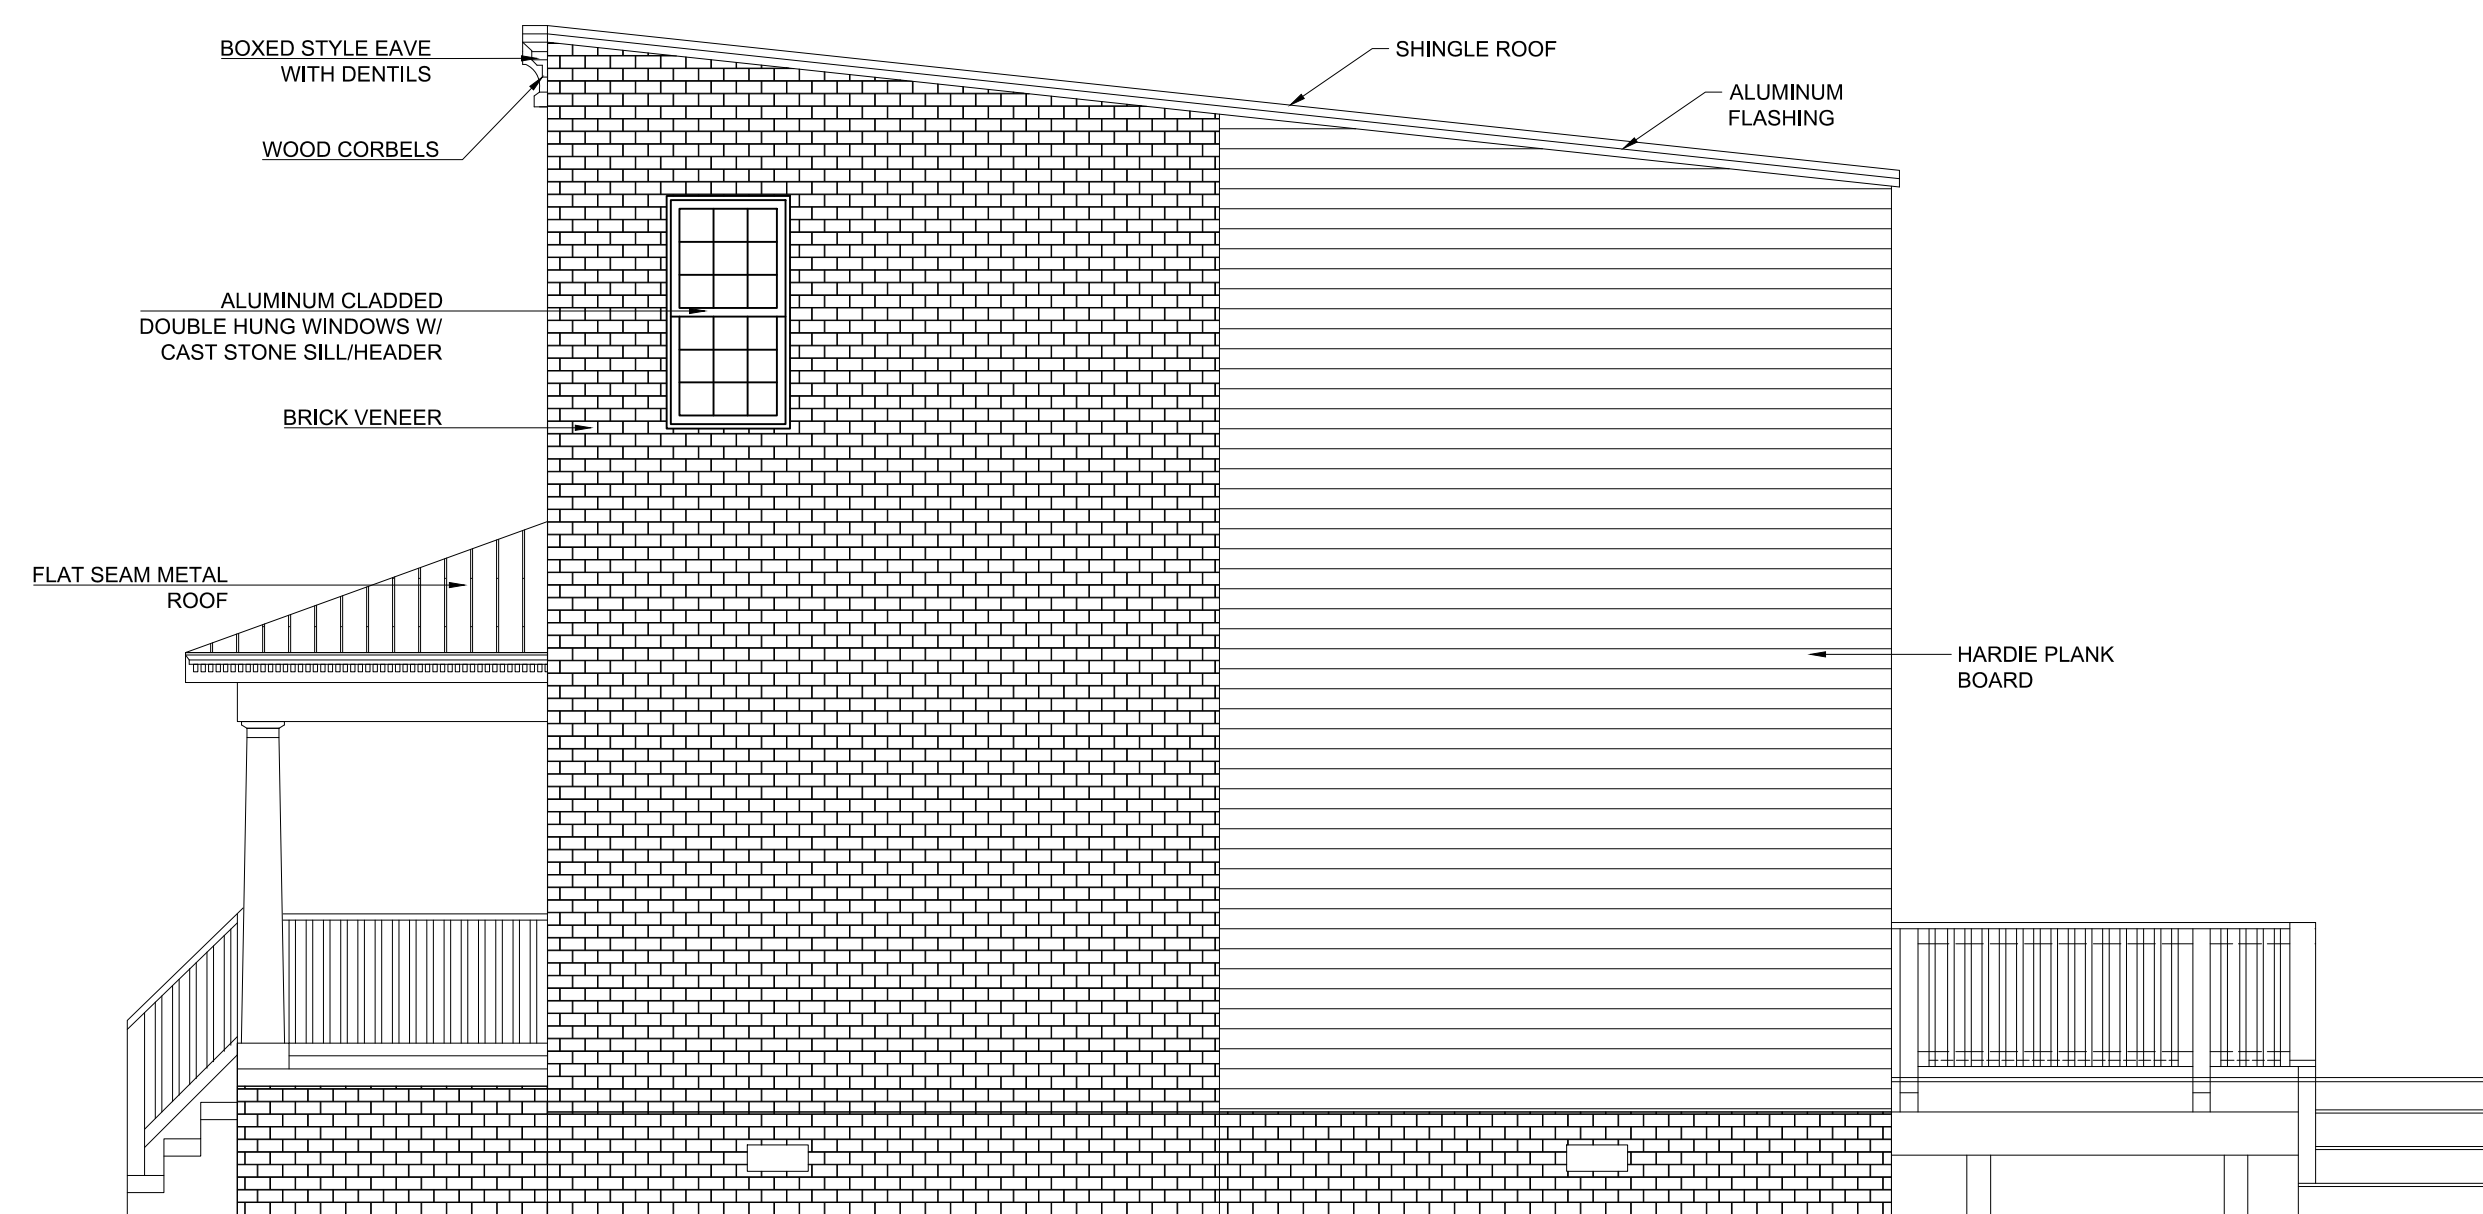 BOXED STYLE EAVE
WITH DENTILS
WOOD CORBELS
ALUMINUM CLADDED
DOUBLE HUNG WINDOWS W/
CAST STONE SILL/HEADER
BRICK VENEER
FLAT SEAM METAL
ROOF
SHINGLE ROOF
ALUMINUM
FLASHING
HARDIE PLANK
BOARD